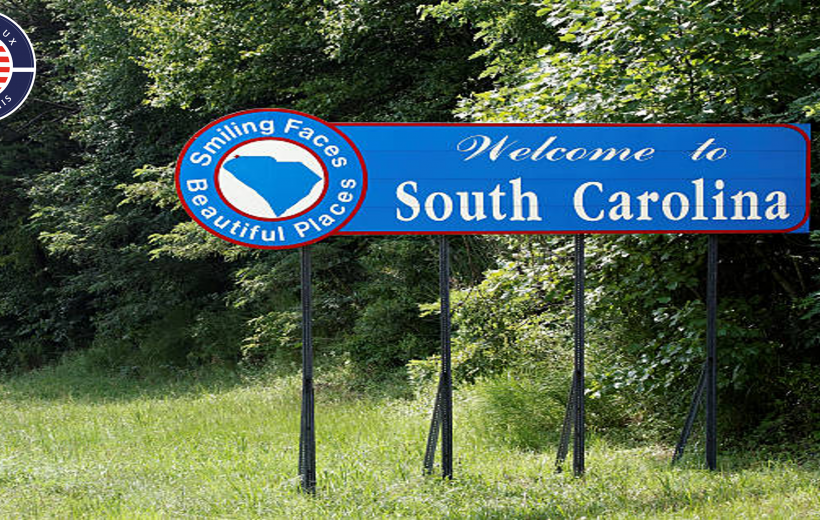 Smiling Faces
Beautiful Places
Welcome to
South Carolina